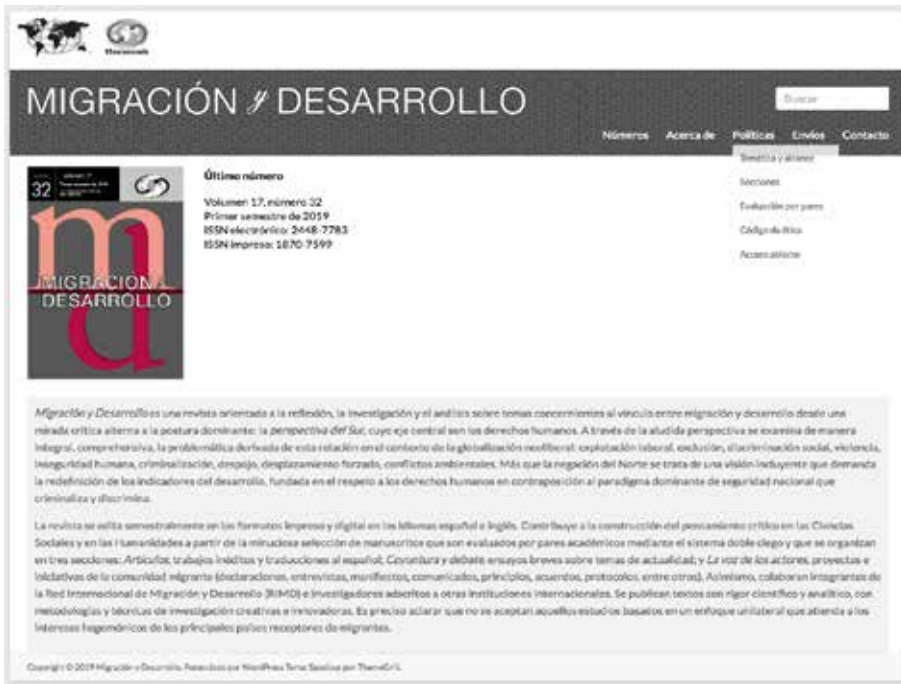 MIGRACIÓN y DESARROLLO
Buscar
Números Acerca de Políticas Envíos Contacto
Temática y alcance
Secciones
Evaluación por pares
Código de ética
Acceso abierto
32
MIGRACIÓN
DESARROLLO
Último número
Volumen 17, número 32
Primer semestre de 2019
ISSN electrónico: 2448-7783
ISSN impreso: 1870-7599
Migración y Desarrollo es una revista orientada a la reflexión, la investigación y el análisis sobre temas concernientes al vínculo entre migración y desarrollo desde una
mirada crítica alterna a la postura dominante: la perspectiva del Sur, cuyo eje central son los derechos humanos. A través de la aludida perspectiva se examina de manera
integral, comprehensiva, la problemática derivada de esta relación en el contexto de la globalización neoliberal: explotación laboral, exclusión, discriminación social, violencia,
inseguridad humana, criminalización, despojo, desplazamiento forzado, conflictos ambientales. Más que la negación del Norte se trata de una visión incluyente que demanda
la redefinición de los indicadores del desarrollo, fundada en el respeto a los derechos humanos en contraposición al paradigma dominante de seguridad nacional que
criminaliza y discrimina.
La revista se edita semestralmente en los formatos impreso y digital en los idiomas español e inglés. Contribuye a la construcción del pensamiento crítico en las Ciencias
Sociales y en las Humanidades a partir de la minuciosa selección de manuscritos que son evaluados por pares académicos mediante el sistema doble ciego y que se organizan
en tres secciones: Artículos, trabajos inéditos y traducciones al español; Coyuntura y debate, ensayos breves sobre temas de actualidad; y La voz de los actores, proyectos e
iniciativas de la comunidad migrante (declaraciones, entrevistas, manifiestos, comunicados, principios, acuerdos, protocolos, entre otros). Asimismo, colaboran integrantes de
la Red Internacional de Migración y Desarrollo (RIMD) e investigadores adscritos a otras instituciones internacionales. Se publican textos con rigor científico y analítico, con
metodologías y técnicas de investigación creativas e innovadoras. Es preciso aclarar que no se aceptan aquellos estudios basados en un enfoque unilateral que atienda a los
intereses hegemónicos de los principales países receptores de migrantes.
Copyright © 2019 Migración y Desarrollo. Potenciado por WordPress Tema: Spacious por ThemeGrill.